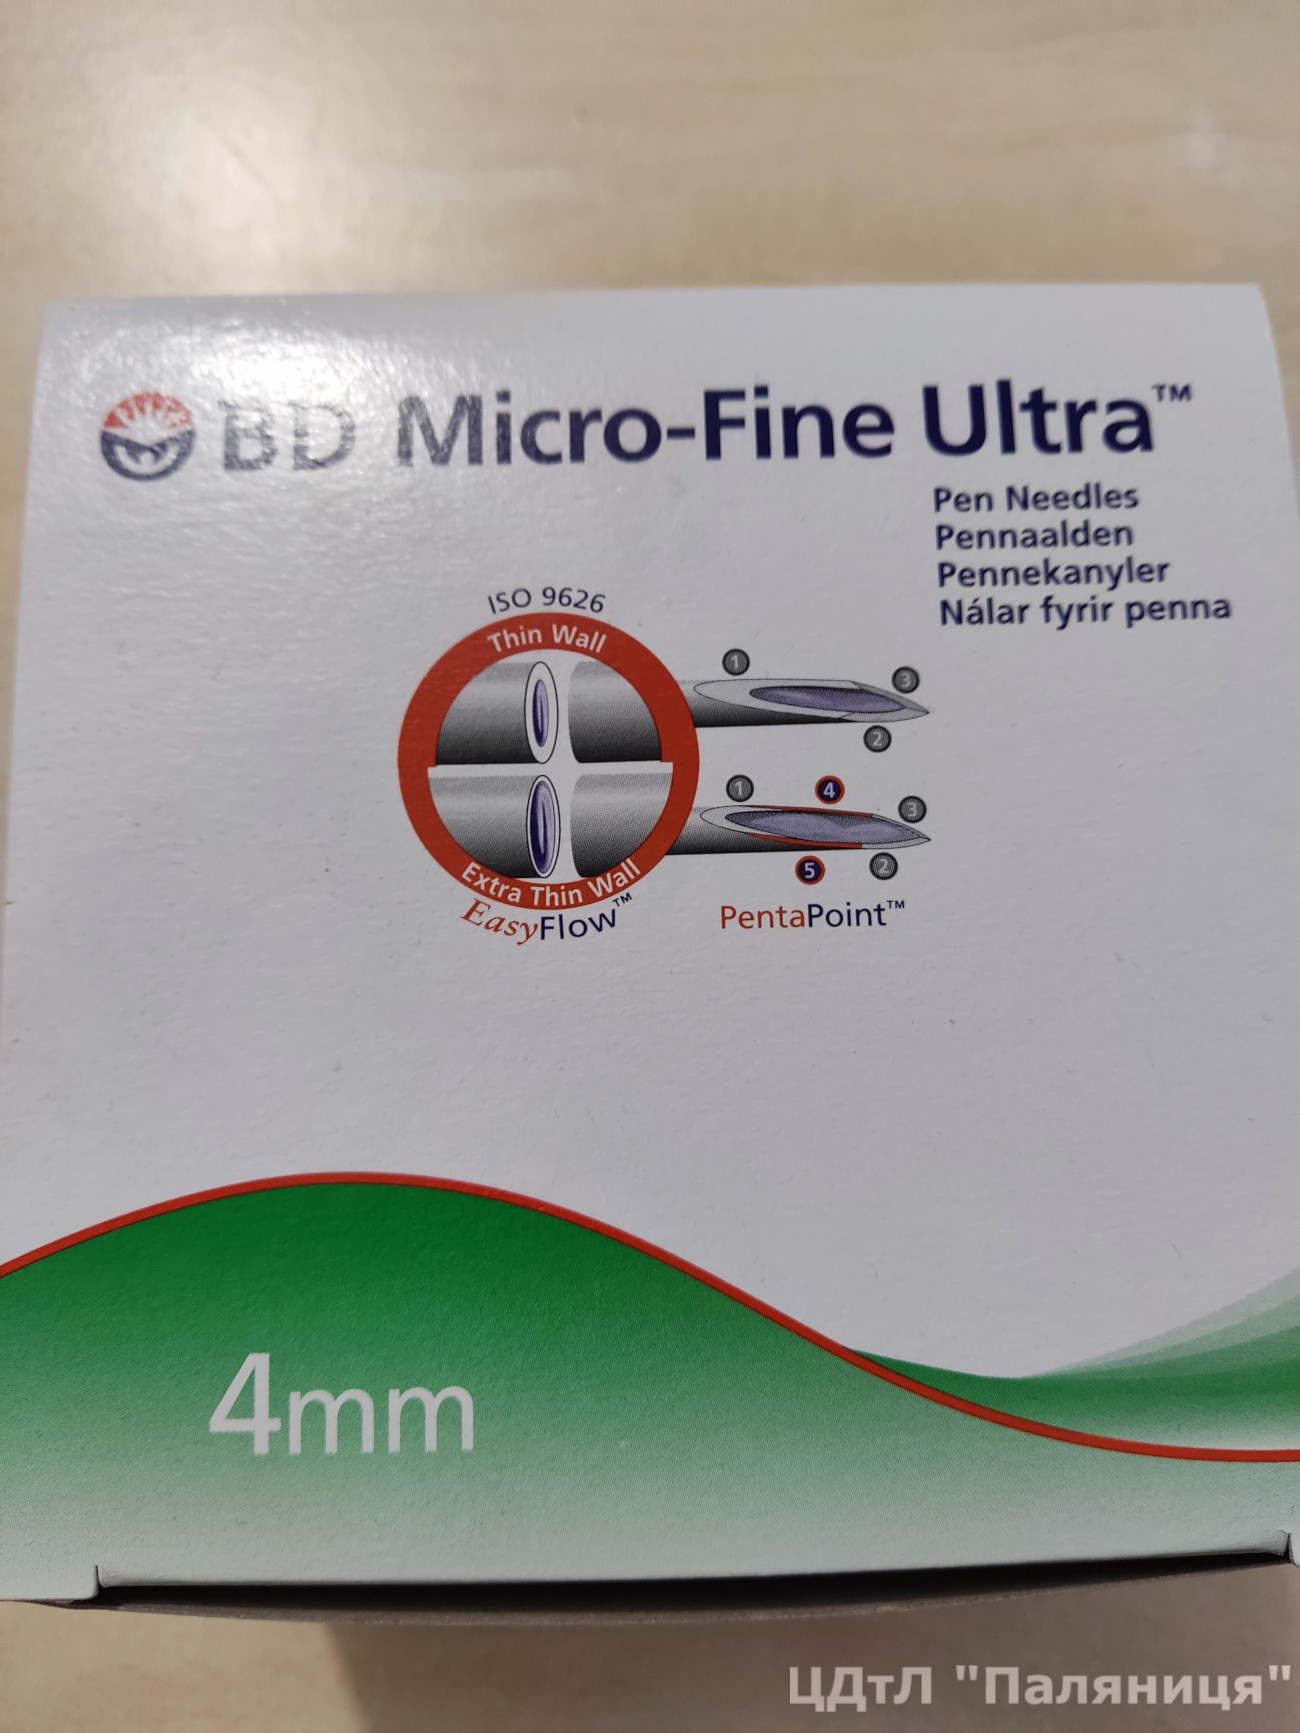 BD Micro-Fine Ultra™
Pen Needles
Pennaalden
Pennekanyler
Nálar fyrir penna
ISO 9626
Thin Wall
1
3
2
1
4
3
5
2
Extra Thin Wall
EasyFlow™
PentaPoint™
4mm
ЦДтЛ "Паляниця"